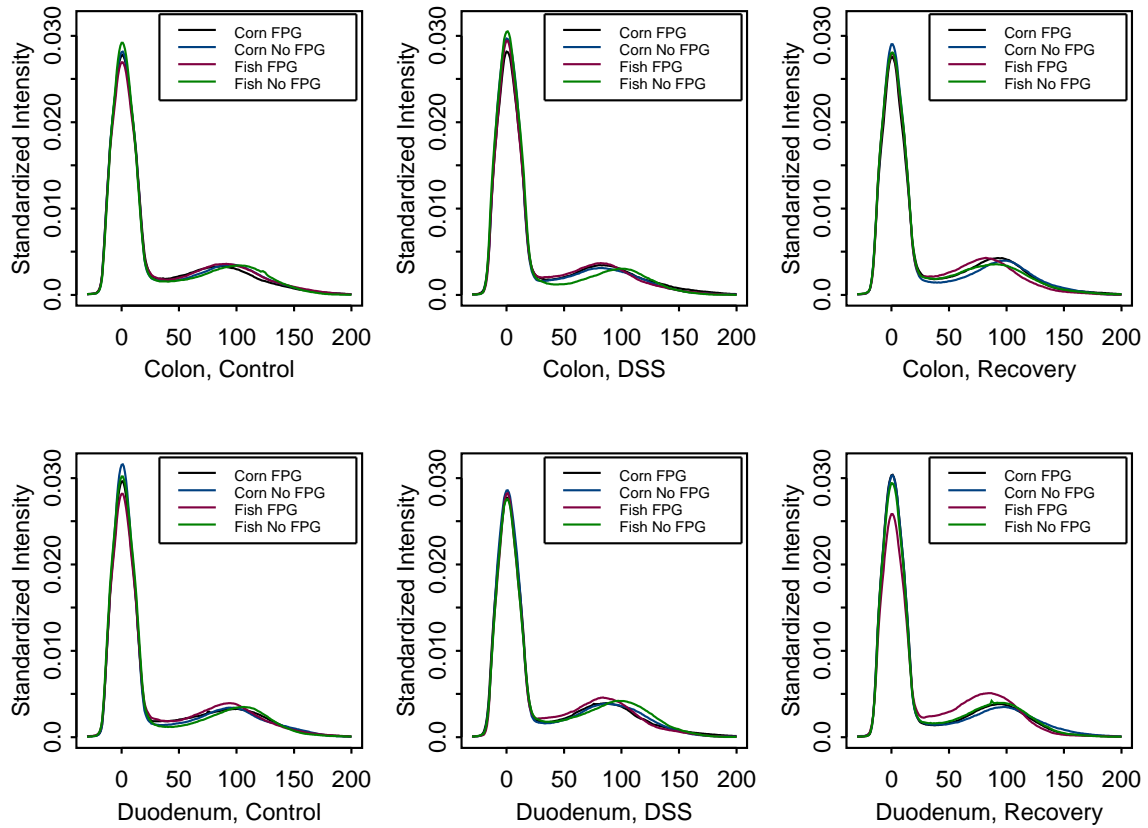 Standardized Intensity
0.0
0.010
0.020
0.030
Corn FPG
Corn No FPG
Fish FPG
Fish No FPG
0 50 100 150 200
Colon, Control
Standardized Intensity
0.0
0.010
0.020
0.030
Corn FPG
Corn No FPG
Fish FPG
Fish No FPG
0 50 100 150 200
Colon, DSS
Standardized Intensity
0.0
0.010
0.020
0.030
Corn FPG
Corn No FPG
Fish FPG
Fish No FPG
0 50 100 150 200
Colon, Recovery
Standardized Intensity
0.0
0.010
0.020
0.030
Corn FPG
Corn No FPG
Fish FPG
Fish No FPG
0 50 100 150 200
Duodenum, Control
Standardized Intensity
0.0
0.010
0.020
0.030
Corn FPG
Corn No FPG
Fish FPG
Fish No FPG
0 50 100 150 200
Duodenum, DSS
Standardized Intensity
0.0
0.010
0.020
0.030
Corn FPG
Corn No FPG
Fish FPG
Fish No FPG
0 50 100 150 200
Duodenum, Recovery